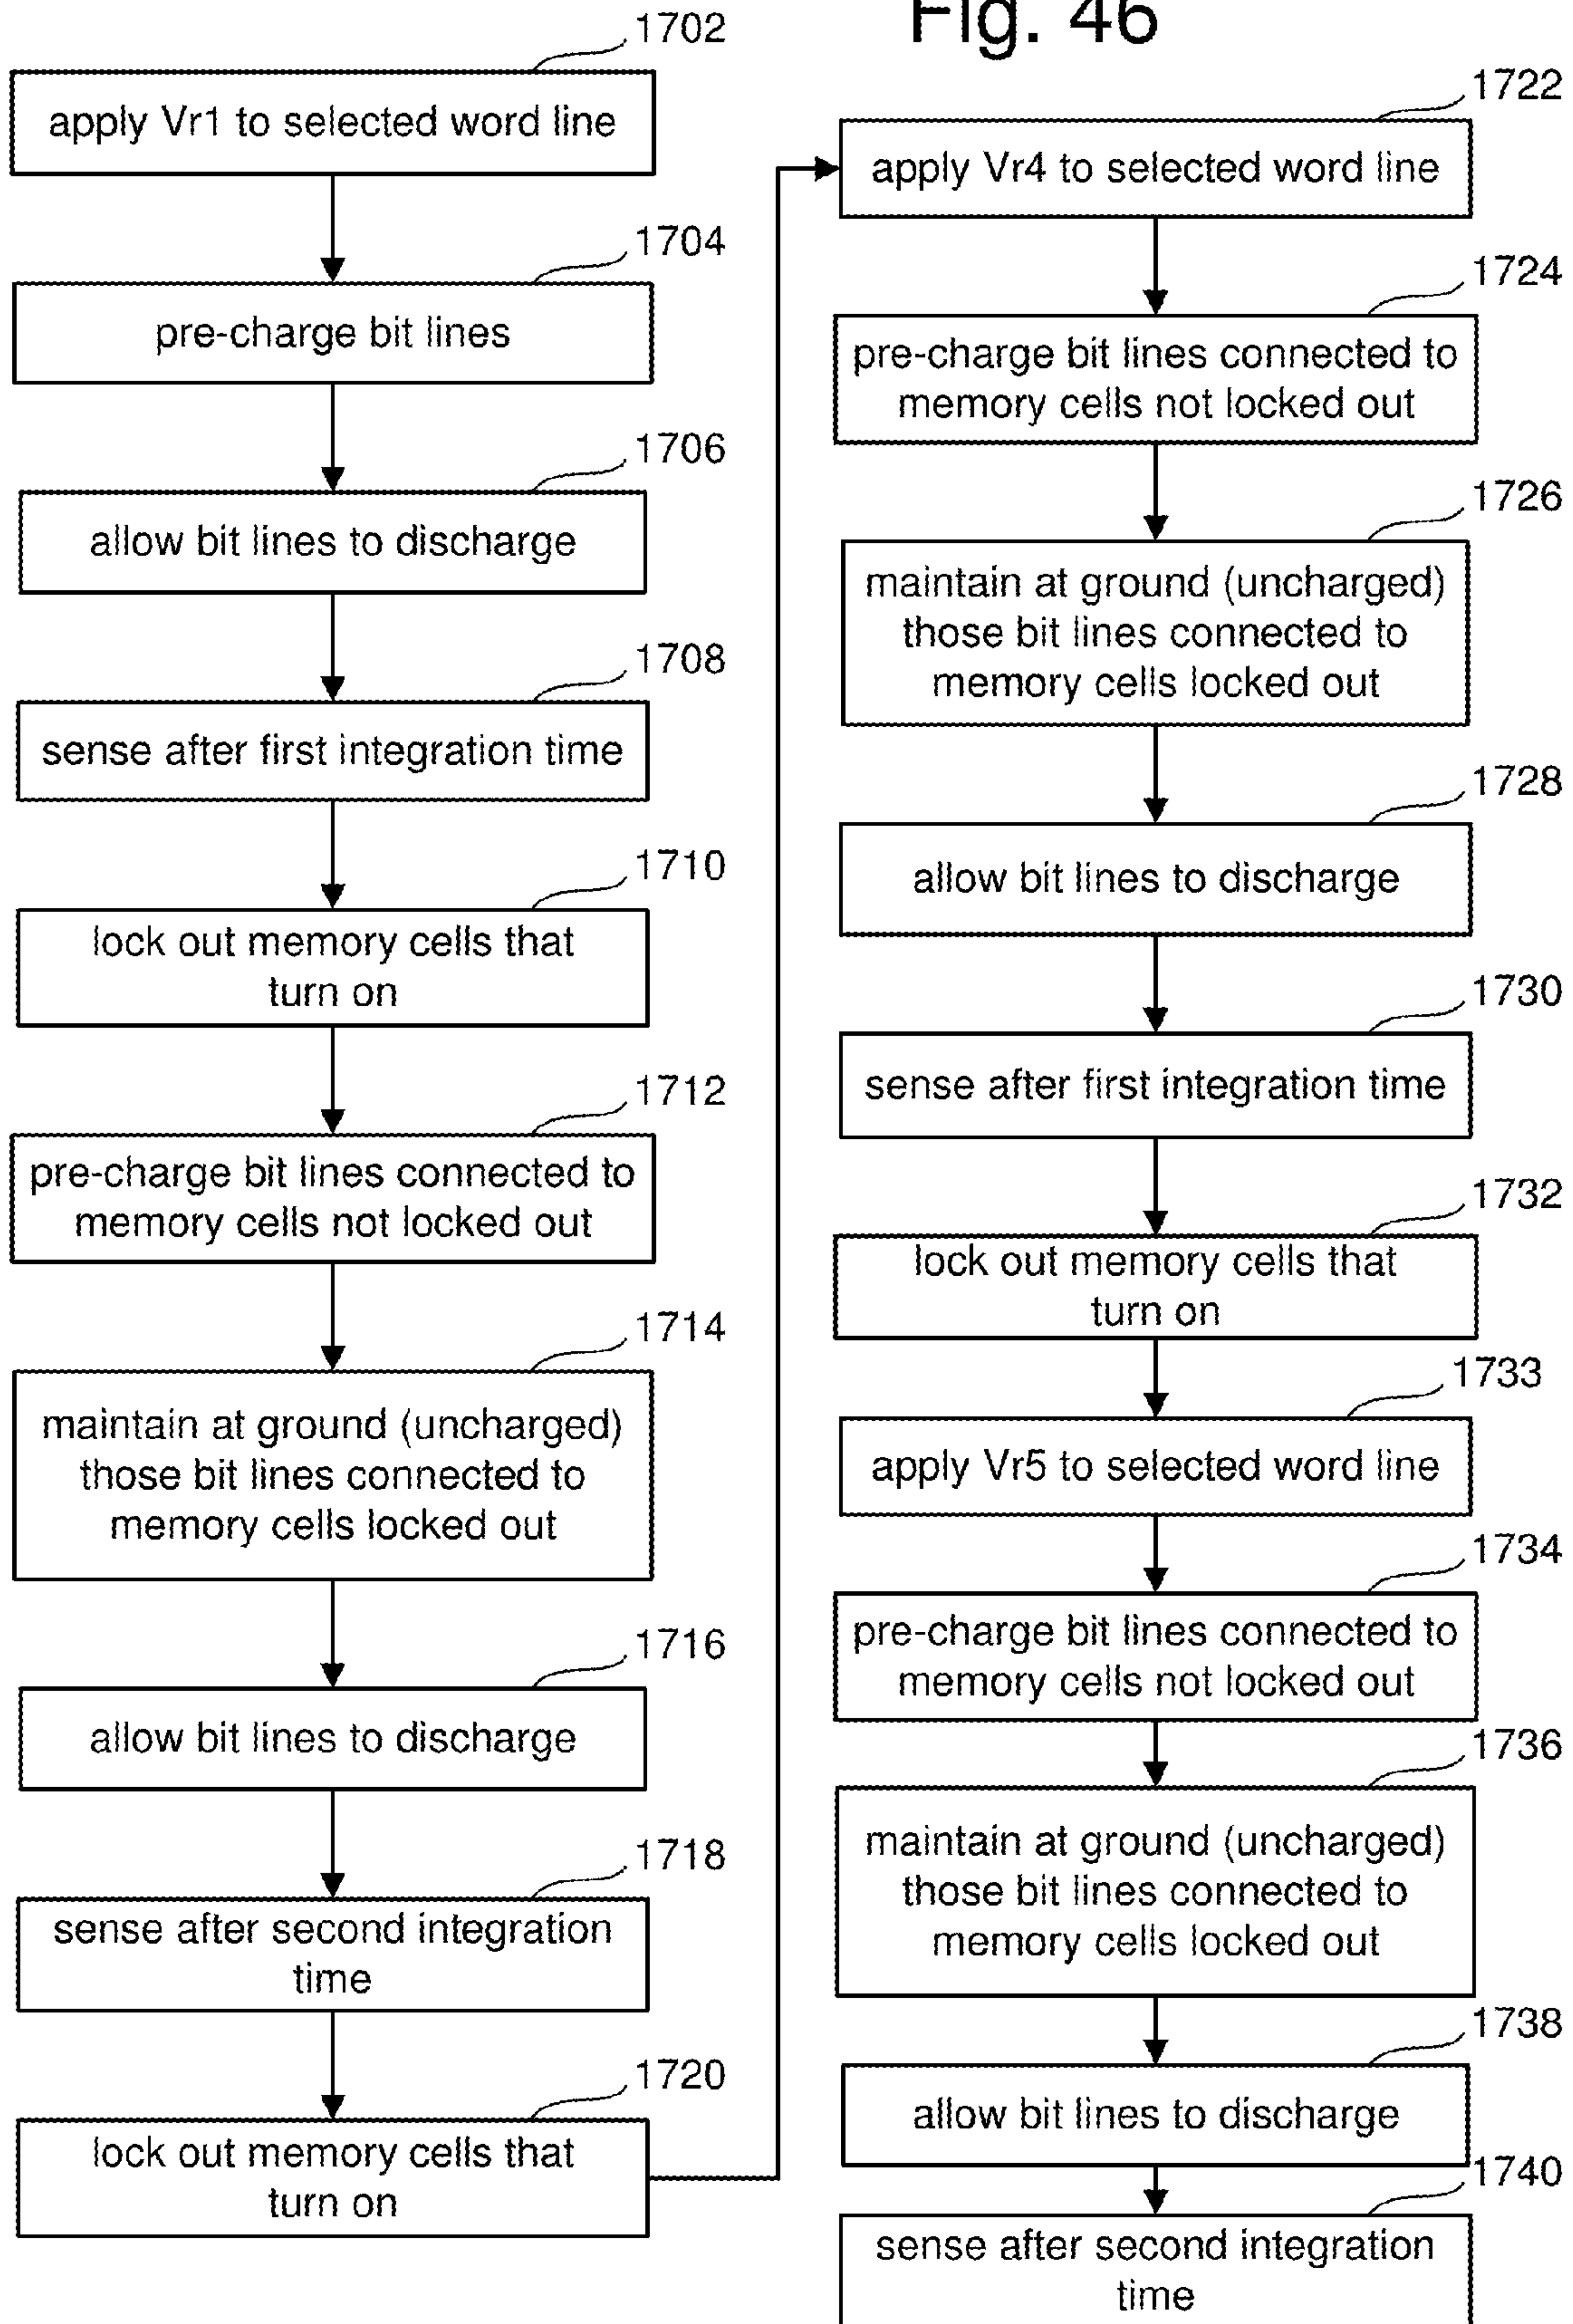 Fig. 46
1702
apply Vr1 to selected word line
1704
pre-charge bit lines
1706
allow bit lines to discharge
1708
sense after first integration time
1710
lock out memory cells that
turn on
1712
pre-charge bit lines connected to
memory cells not locked out
1714
maintain at ground (uncharged)
those bit lines connected to
memory cells locked out
1716
allow bit lines to discharge
1718
sense after second integration
time
1720
lock out memory cells that
turn on
1722
apply Vr4 to selected word line
1724
pre-charge bit lines connected to
memory cells not locked out
1726
maintain at ground (uncharged)
those bit lines connected to
memory cells locked out
1728
allow bit lines to discharge
1730
sense after first integration time
1732
lock out memory cells that
turn on
1733
apply Vr5 to selected word line
1734
pre-charge bit lines connected to
memory cells not locked out
1736
maintain at ground (uncharged)
those bit lines connected to
memory cells locked out
1738
allow bit lines to discharge
1740
sense after second integration
time